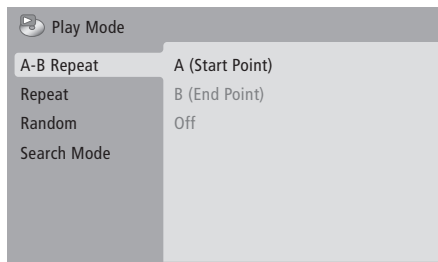 Play Mode
A-B Repeat
Repeat
Random
Search Mode
A (Start Point)
B (End Point)
Off